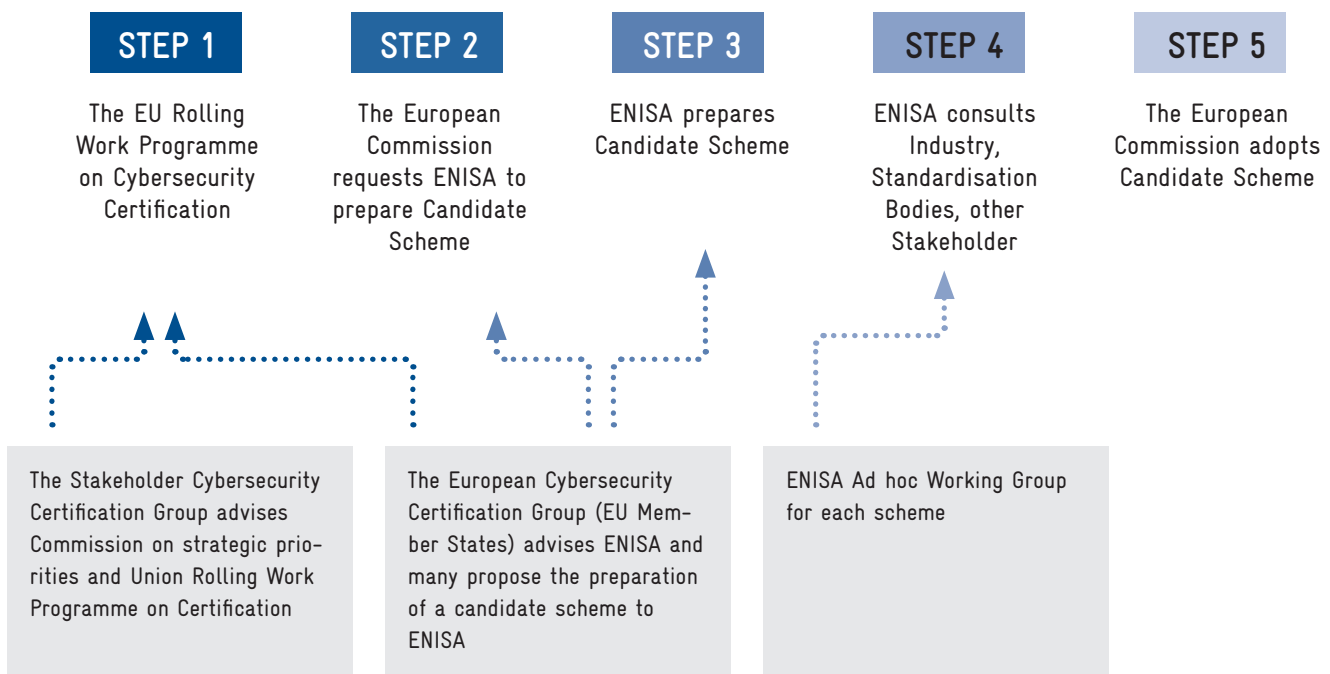 STEP 1
The EU Rolling
Work Programme
on Cybersecurity
Certification
STEP 2
The European
Commission
requests ENISA to
prepare Candidate
Scheme
STEP 3
ENISA prepares
Candidate Scheme
STEP 4
ENISA consults
Industry,
Standardisation
Bodies, other
Stakeholder
STEP 5
The European
Commission adopts
Candidate Scheme
The Stakeholder Cybersecurity
Certification Group advises
Commission on strategic prio-
rities and Union Rolling Work
Programme on Certification
The European Cybersecurity
Certification Group (EU Mem-
ber States) advises ENISA and
many propose the preparation
of a candidate scheme to
ENISA
ENISA Ad hoc Working Group
for each scheme